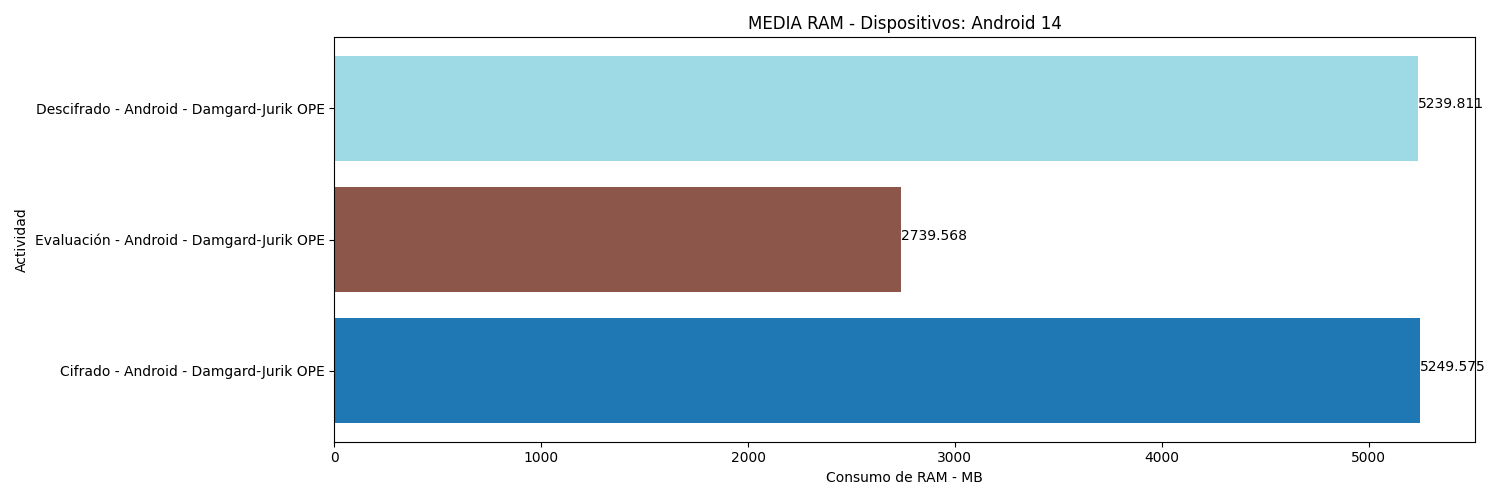 MEDIA RAM - Dispositivos: Android 14
Actividad
Descifrado - Android - Damgard-Jurik OPE
5239.811
Evaluación - Android - Damgard-Jurik OPE
2739.568
Cifrado - Android - Damgard-Jurik OPE
5249.575
0 1000 2000 3000 4000 5000
Consumo de RAM - MB